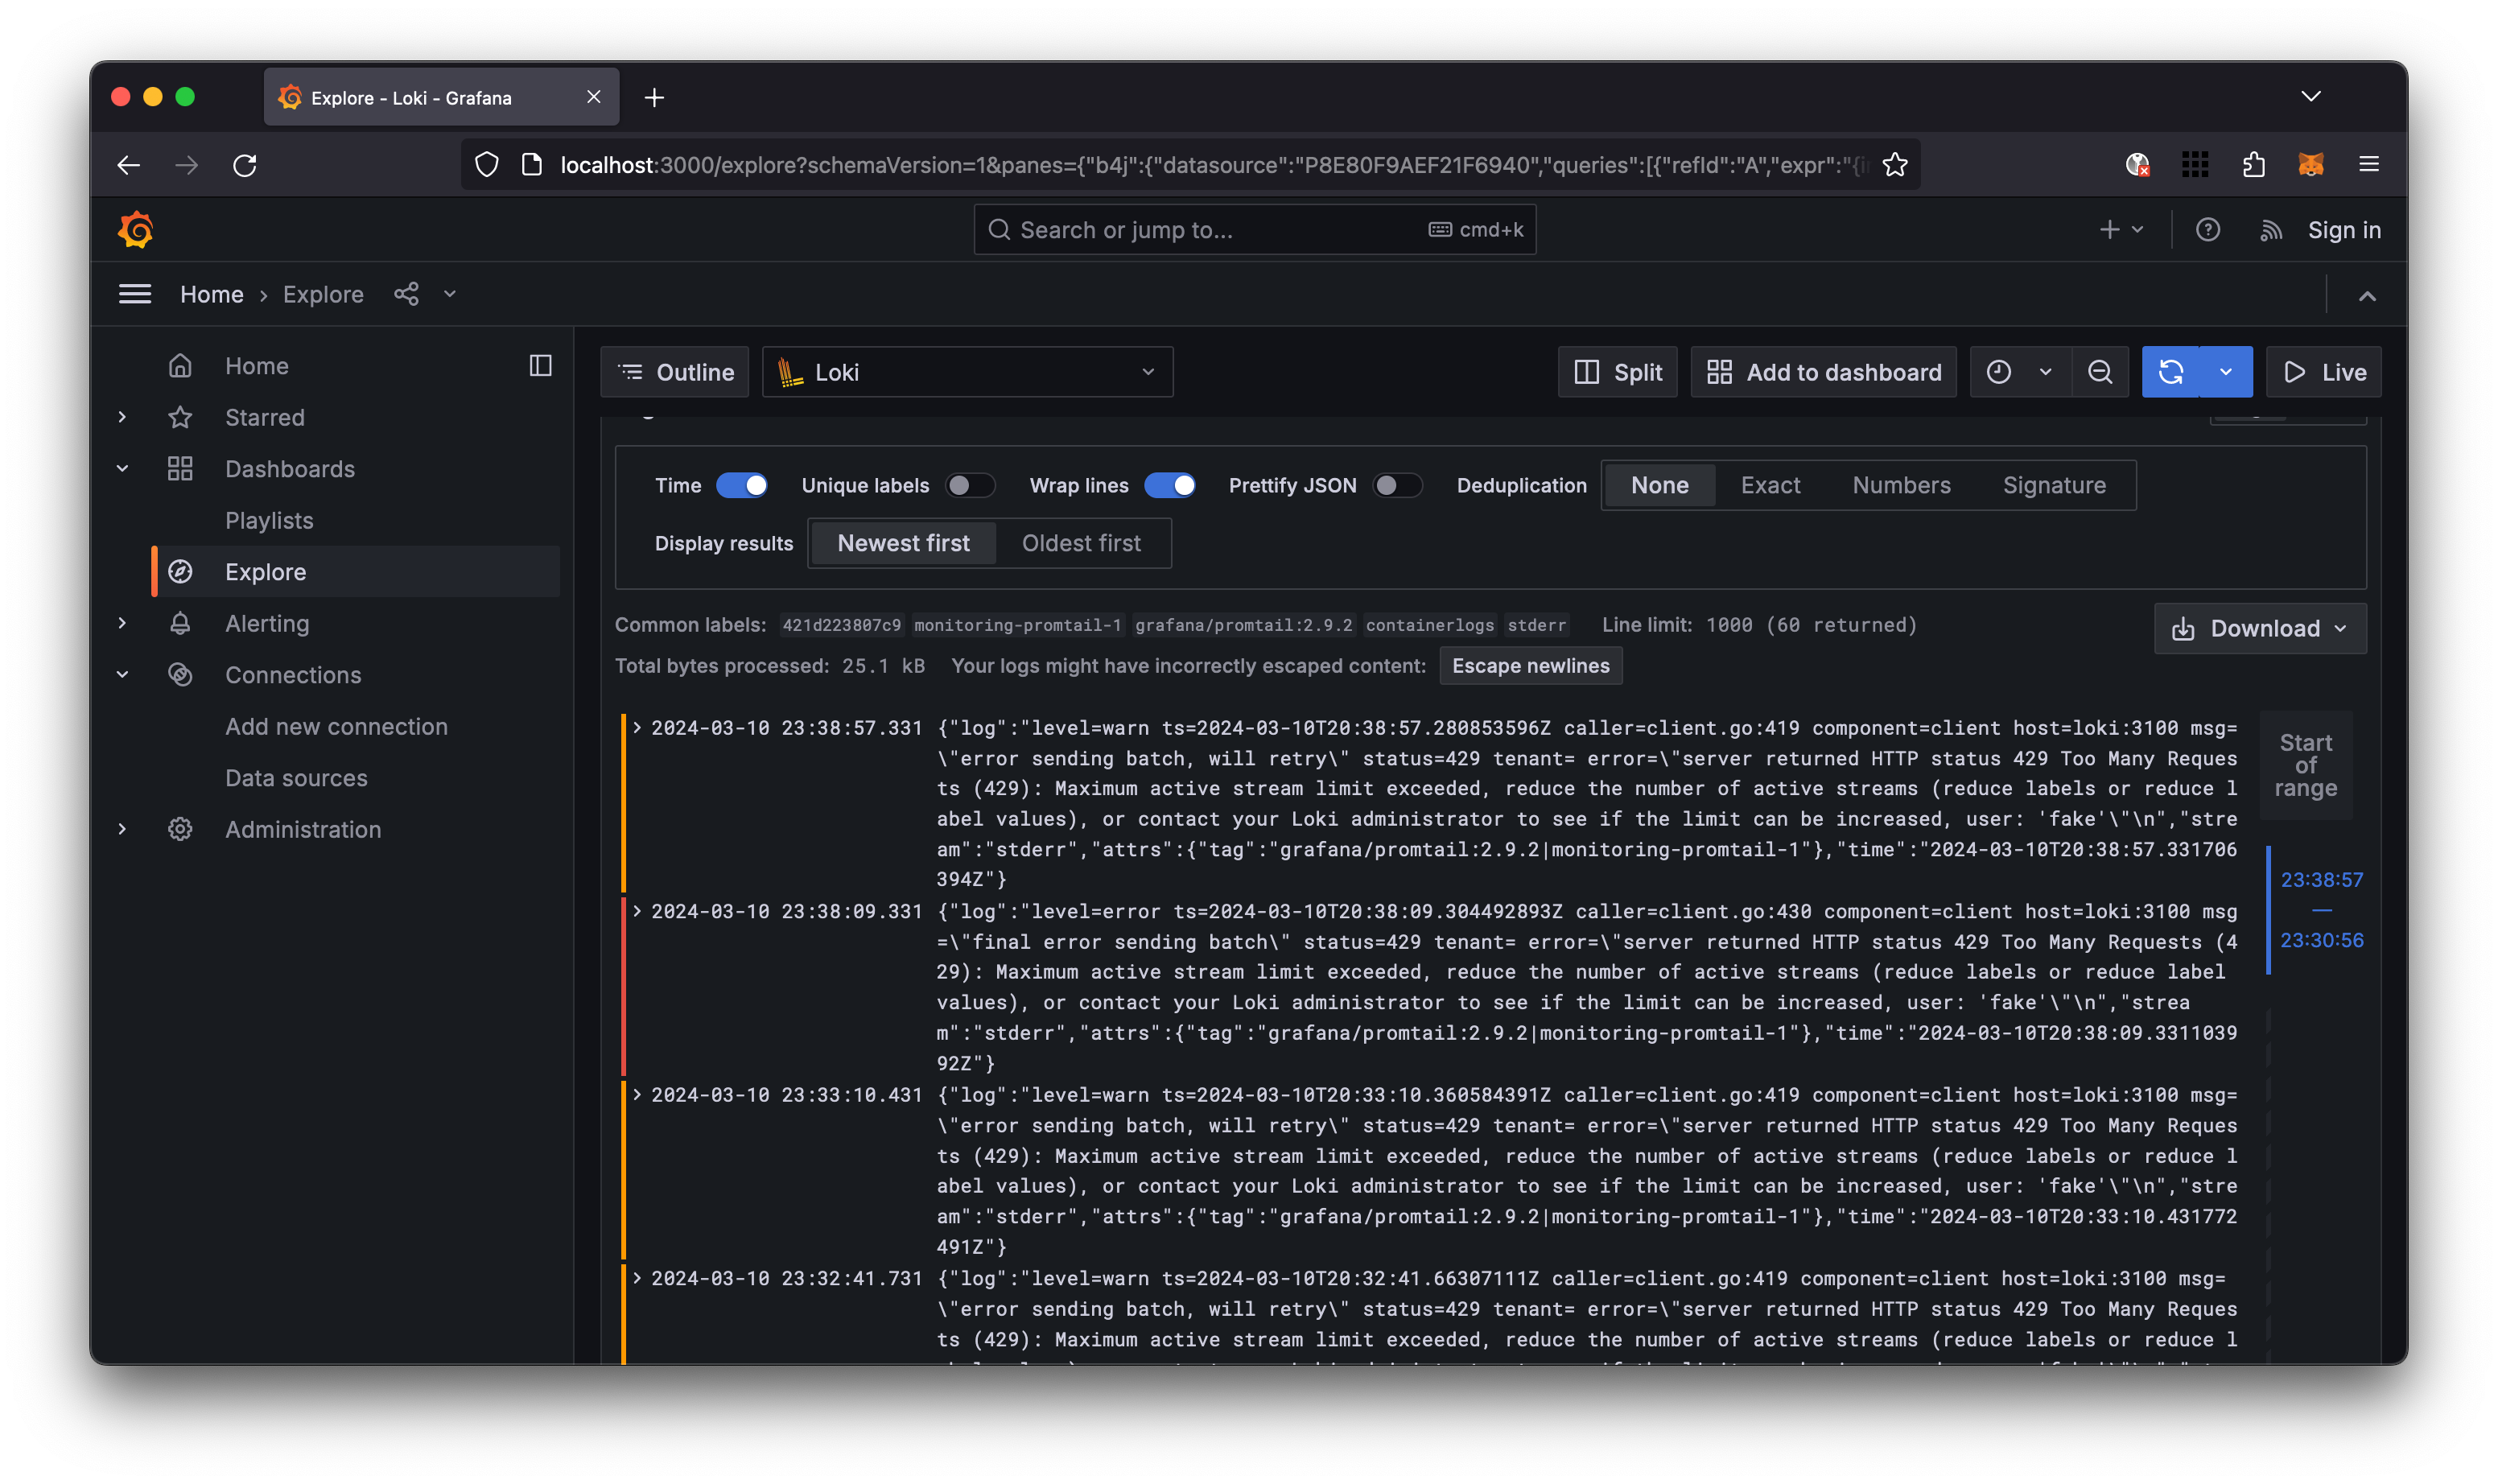 Explore - Loki - Grafana
localhost:3000/explore?schemaVersion=1&panes={"b4j":{"datasource":"P8E80F9AEF21F6940","queries":[{"refId":"A","expr":"{i
Search or jump to...
cmd+k
Sign in
Home
Explore
Home
Starred
Dashboards
Playlists
Explore
Alerting
Connections
Add new connection
Data sources
Administration
Outline
Loki
Split
Add to dashboard
Live
Time
Unique labels
Wrap lines
Prettify JSON
Deduplication
None
Exact
Numbers
Signature
Display results
Newest first
Oldest first
Common labels: 421d223807c9 monitoring-promtail-1 grafana/promtail:2.9.2 containerlogs stderr
Line limit: 1000 (60 returned)
Download
Total bytes processed: 25.1 kB
Your logs might have incorrectly escaped content:
Escape newlines
2024-03-10 23:38:57.331 {"log":"level=warn ts=2024-03-10T20:38:57.280853596Z caller=client.go:419 component=client host=loki:3100 msg=
\"error sending batch, will retry\" status=429 tenant= error=\"server returned HTTP status 429 Too Many Reques
ts (429): Maximum active stream limit exceeded, reduce the number of active streams (reduce labels or reduce l
abel values), or contact your Loki administrator to see if the limit can be increased, user: 'fake'\"\n","stre
am":"stderr","attrs":{"tag":"grafana/promtail:2.9.2|monitoring-promtail-1"},"time":"2024-03-10T20:38:57.331706
394Z"}
2024-03-10 23:38:09.331 {"log":"level=error ts=2024-03-10T20:38:09.304492893Z caller=client.go:430 component=client host=loki:3100 msg
=\"final error sending batch\" status=429 tenant= error=\"server returned HTTP status 429 Too Many Requests (4
29): Maximum active stream limit exceeded, reduce the number of active streams (reduce labels or reduce label
values), or contact your Loki administrator to see if the limit can be increased, user: 'fake'\"\n","strea
m":"stderr","attrs":{"tag":"grafana/promtail:2.9.2|monitoring-promtail-1"},"time":"2024-03-10T20:38:09.3311039
92Z"}
2024-03-10 23:33:10.431 {"log":"level=warn ts=2024-03-10T20:33:10.360584391Z caller=client.go:419 component=client host=loki:3100 msg=
\"error sending batch, will retry\" status=429 tenant= error=\"server returned HTTP status 429 Too Many Reques
ts (429): Maximum active stream limit exceeded, reduce the number of active streams (reduce labels or reduce l
abel values), or contact your Loki administrator to see if the limit can be increased, user: 'fake'\"\n","stre
am":"stderr","attrs":{"tag":"grafana/promtail:2.9.2|monitoring-promtail-1"},"time":"2024-03-10T20:33:10.431772
491Z"}
2024-03-10 23:32:41.731 {"log":"level=warn ts=2024-03-10T20:32:41.66307111Z caller=client.go:419 component=client host=loki:3100 msg=
\"error sending batch, will retry\" status=429 tenant= error=\"server returned HTTP status 429 Too Many Reques
ts (429): Maximum active stream limit exceeded, reduce the number of active streams (reduce labels or reduce l
Start
of
range
23:38:57
—
23:30:56